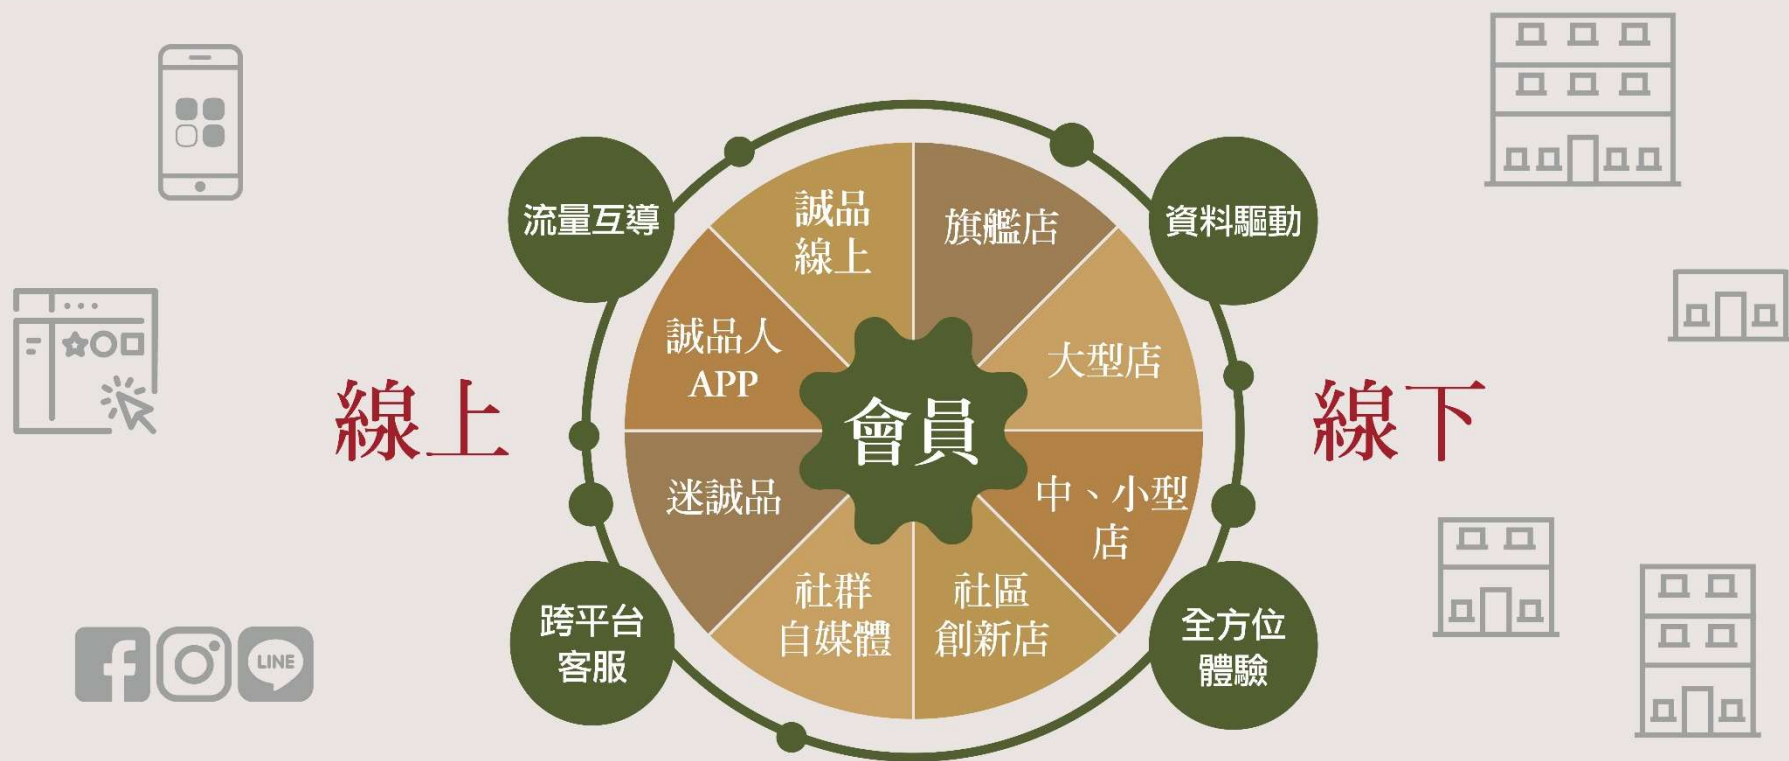 流量互導
資料驅動
誠品
線上
旗艦店
誠品人
APP
大型店
線上
會員
線下
迷誠品
中、小型
店
社群
自媒體
社區
創新店
跨平台
客服
全方位
體驗
LINE